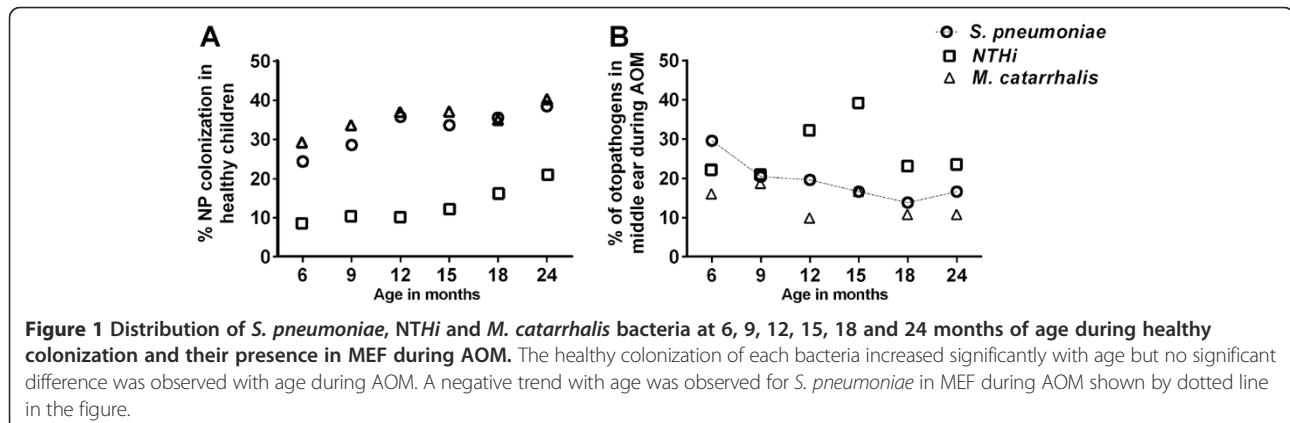 A
% NP colonization in
healthy children
50
40
30
20
10
0
6 9 12 15 18 24
Age in months
B
% of otopathogens in
middle ear during AOM
50
40
30
20
10
0
6 9 12 15 18 24
Age in months
S. pneumoniae
NTHi
M. catarrhalis
Figure 1 Distribution of S. pneumoniae, NTHi and M. catarrhalis bacteria at 6, 9, 12, 15, 18 and 24 months of age during healthy
colonization and their presence in MEF during AOM. The healthy colonization of each bacteria increased significantly with age but no significant
difference was observed with age during AOM. A negative trend with age was observed for S. pneumoniae in MEF during AOM shown by dotted line
in the figure.